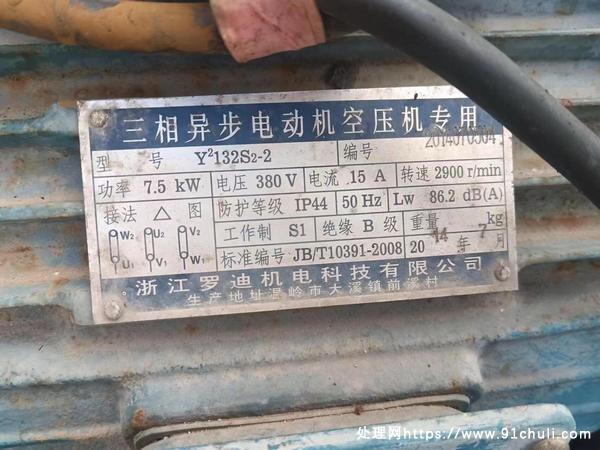 三相异步电动机空压机专用
型 号 Y²132S2-2 编号 2014070504
功率 7.5 kW 电压 380 V 电流 15 A 转速 2900 r/min
接法 △ 图 防护等级 IP44 50 Hz Lw 86.2 dB(A)
W2 U2 V2 工作制 S1 绝缘 B 级 重量 kg
U1 V1 W1 标准编号 JB/T10391-2008 2014 年 7 月
浙江罗迪机电科技有限公司
生产地址温岭市大溪镇前溪村
处理网https://www.91chuli.com/